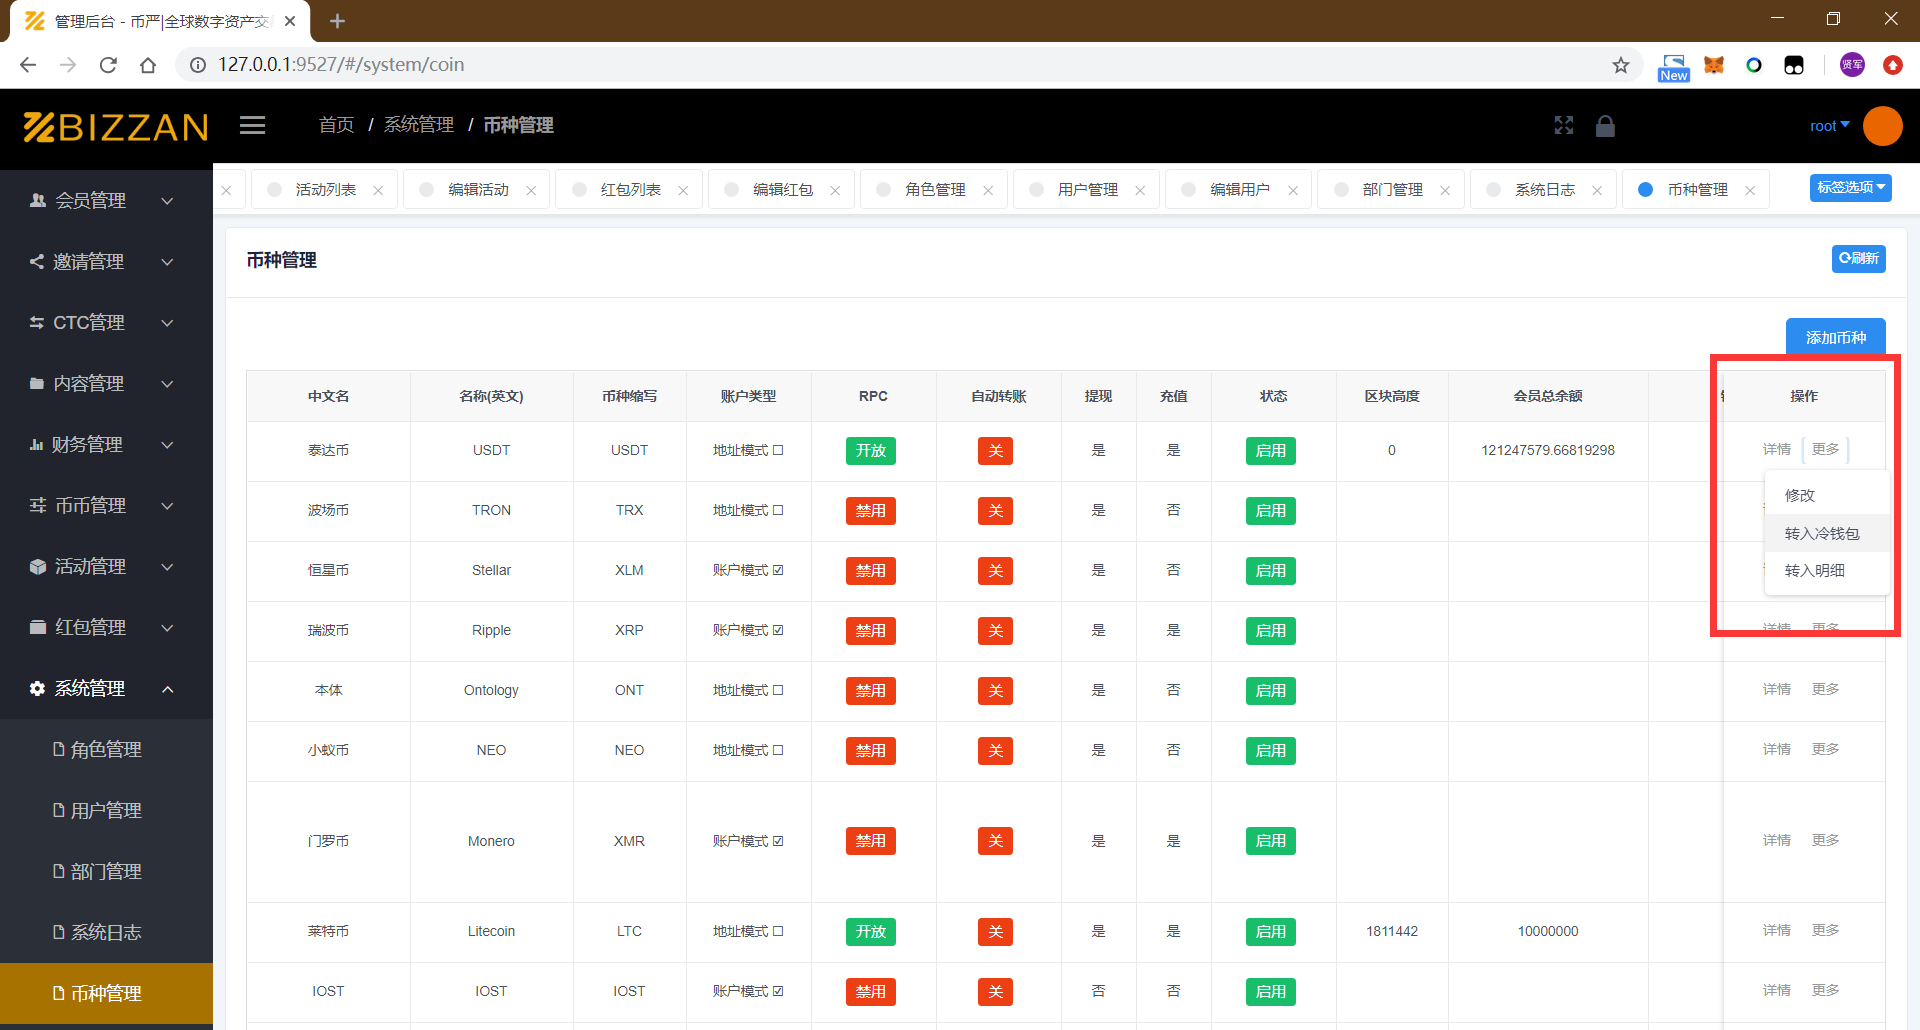 管理后台 - 币严|全球数字资产交
127.0.0.1:9527/#/system/coin
New
贤军
BIZZAN
首页 / 系统管理 / 币种管理
root
活动列表 编辑活动 红包列表 编辑红包 角色管理 用户管理 编辑用户 部门管理 系统日志 币种管理
标签选项
会员管理
邀请管理
CTC管理
内容管理
财务管理
币币管理
活动管理
红包管理
系统管理
角色管理
用户管理
部门管理
系统日志
币种管理
币种管理
刷新
添加币种
中文名 名称(英文) 币种缩写 账户类型 RPC 自动转账 提现 充值 状态 区块高度 会员总余额 操作
泰达币 USDT USDT 地址模式 ☐ 开放 关 是 是 启用 0 121247579.66819298 详情 更多
修改
转入冷钱包
转入明细
波场币 TRON TRX 地址模式 ☐ 禁用 关 是 否 启用
恒星币 Stellar XLM 账户模式 ☑ 禁用 关 是 否 启用
瑞波币 Ripple XRP 账户模式 ☑ 禁用 关 是 是 启用 详情 更多
本体 Ontology ONT 地址模式 ☐ 禁用 关 是 否 启用 详情 更多
小蚁币 NEO NEO 地址模式 ☐ 禁用 关 是 否 启用 详情 更多
门罗币 Monero XMR 账户模式 ☑ 禁用 关 是 是 启用 详情 更多
莱特币 Litecoin LTC 地址模式 ☐ 开放 关 是 是 启用 1811442 10000000 详情 更多
IOST IOST IOST 账户模式 ☑ 禁用 关 否 否 启用 详情 更多